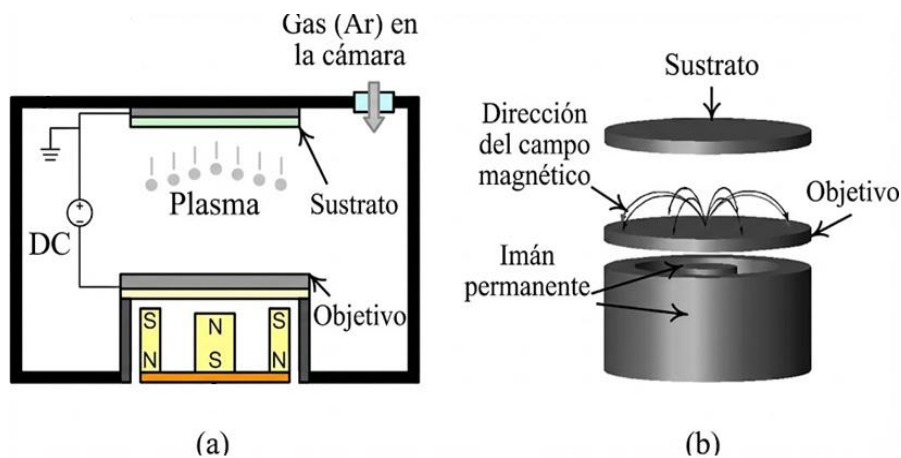 Gas (Ar) en
la cámara
DC
+
−
Plasma
Sustrato
Objetivo
S
N
N
S
S
N
(a)
Sustrato
Dirección
del campo
magnético
Objetivo
Imán
permanente
(b)